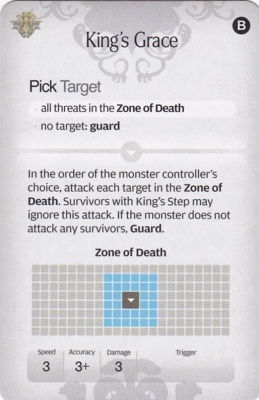 King's Grace
B
Pick Target
· all threats in the Zone of Death
· no target: guard
In the order of the monster controller's
choice, attack each target in the Zone of
Death. Survivors with King's Step may
ignore this attack. If the monster does not
attack any survivors, Guard.
Zone of Death
Speed Accuracy Damage Trigger
3 3+ 3